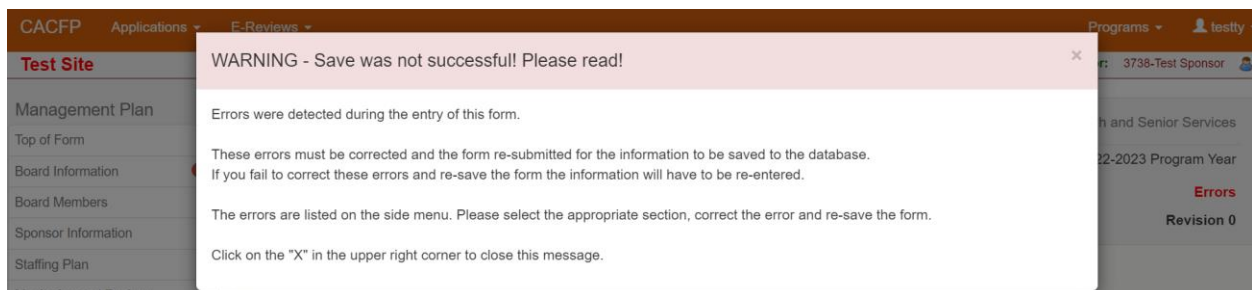 CACFP Applications E-Reviews Programs testty
Test Site 3738-Test Sponsor
WARNING - Save was not successful! Please read! ×
Management Plan
Top of Form
Board Information
Board Members
Sponsor Information
Staffing Plan
Errors were detected during the entry of this form.
These errors must be corrected and the form re-submitted for the information to be saved to the database.
If you fail to correct these errors and re-save the form the information will have to be re-entered.
The errors are listed on the side menu. Please select the appropriate section, correct the error and re-save the form.
Click on the "X" in the upper right corner to close this message.
and Senior Services
22-2023 Program Year
Errors
Revision 0